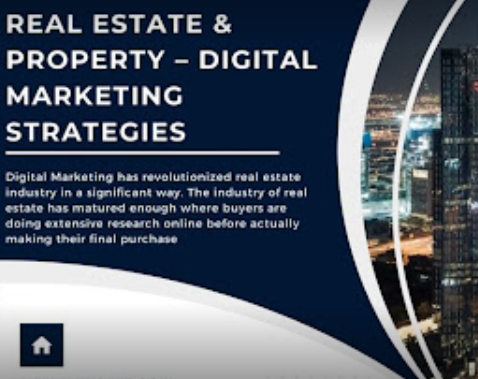 REAL ESTATE &
PROPERTY – DIGITAL
MARKETING
STRATEGIES
Digital Marketing has revolutionized real estate
industry in a significant way. The industry of real
estate has matured enough where buyers are
doing extensive research online before actually
making their final purchase